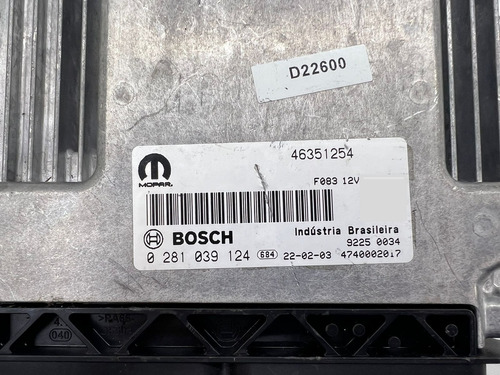 D22600
46351254
MOPAR.
F083 12V
BOSCH
Indústria Brasileira
9225 0034
0 281 039 124 684 22-02-03 4740002017
040